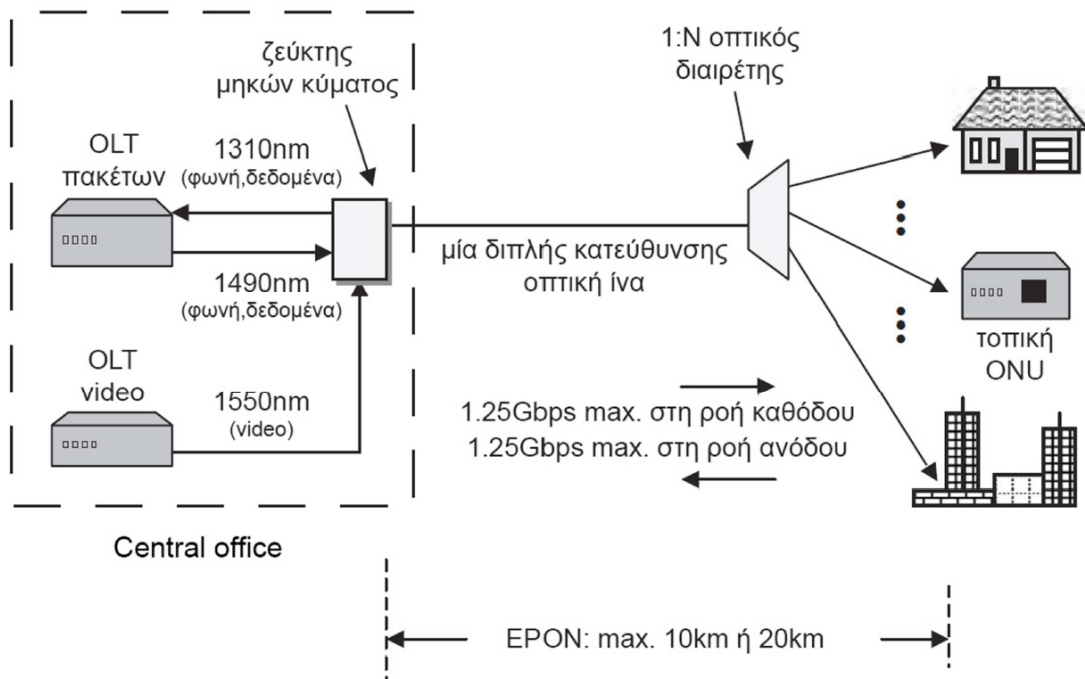 ζεύκτης
μηκών κύματος
1:N οπτικός
διαιρέτης
OLT
πακέτων
1310nm
(φωνή,δεδομένα)
1490nm
(φωνή,δεδομένα)
μία διπλής κατεύθυνσης
οπτική ίνα
τοπική
ONU
OLT
video
1550nm
(video)
1.25Gbps max. στη ροή καθόδου
1.25Gbps max. στη ροή ανόδου
Central office
EPON: max. 10km ή 20km